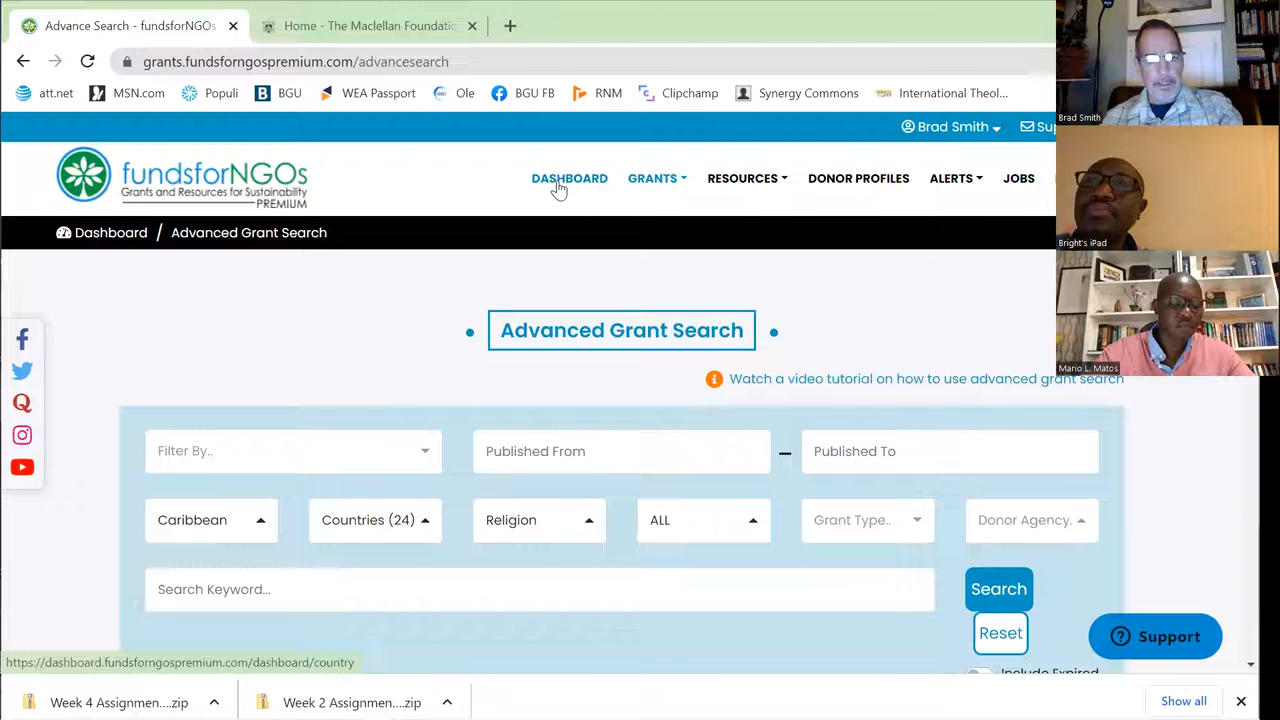 Advance Search - fundsforNGOs
Home - The Maclellan Foundatio
grants.fundsforngospremium.com/advancesearch
att.net MSN.com Populi BGU WEA Passport Ole BGU FB RNM Clipchamp Synergy Commons International Theol...
Brad Smith Sup
fundsforNGOs
Grants and Resources for Sustainability
PREMIUM
DASHBOARD GRANTS RESOURCES DONOR PROFILES ALERTS JOBS
Dashboard / Advanced Grant Search
Advanced Grant Search
Watch a video tutorial on how to use advanced grant search
Filter By.. Published From Published To
Caribbean Countries (24) Religion ALL Grant Type.. Donor Agency.
Search Keyword... Search
Reset
Include Expired
Support
https://dashboard.fundsforngospremium.com/dashboard/country
Week 4 Assignmen....zip Week 2 Assignmen....zip Show all
Brad Smith
Bright's iPad
Mario L. Matos